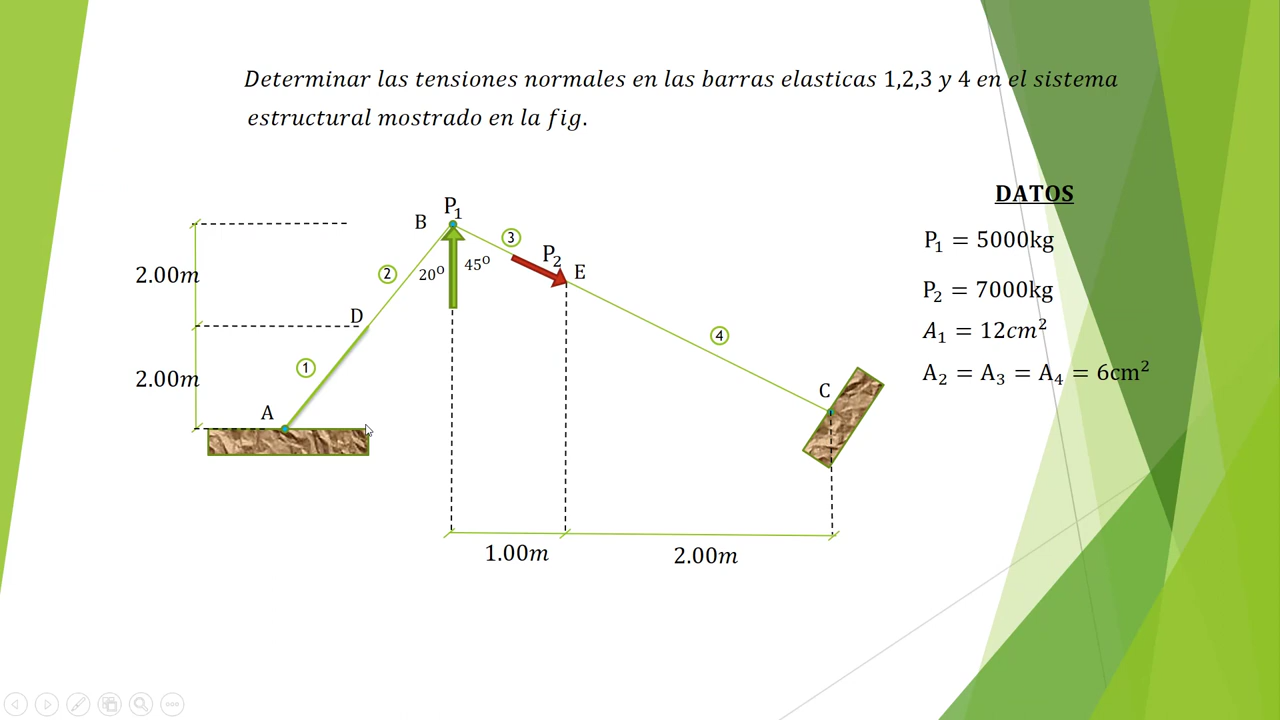 Determinar las tensiones normales en las barras elasticas 1,2,3 y 4 en el sistema
estructural mostrado en la fig.
DATOS
P₁ = 5000kg
P₂ = 7000kg
A₁ = 12cm²
A₂ = A₃ = A₄ = 6cm²
P₁
B
③
P₂
E
2.00m
②
20⁰
45⁰
D
④
2.00m
①
C
A
1.00m
2.00m